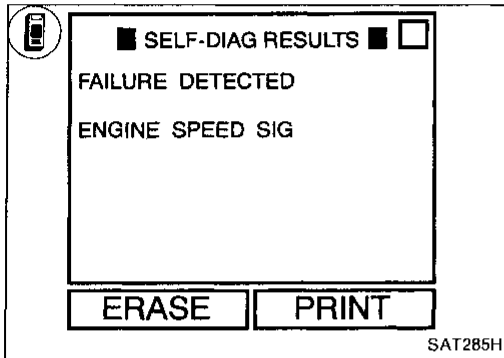 ■ SELF-DIAG RESULTS ■
FAILURE DETECTED
ENGINE SPEED SIG
ERASE PRINT
SAT285H